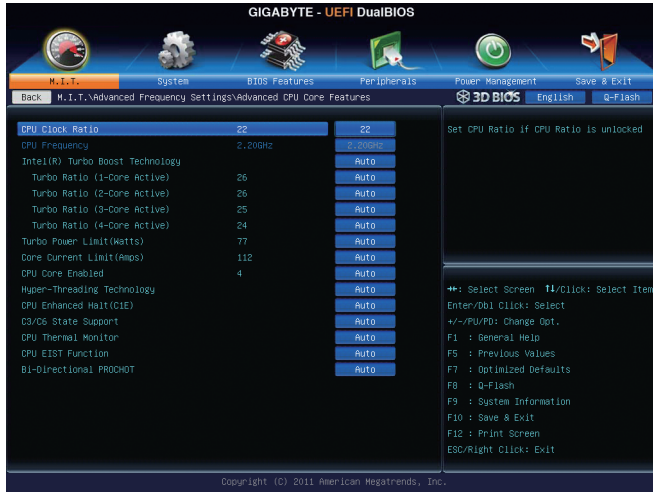 GIGABYTE - UEFI DualBIOS
M.I.T. System BIOS Features Peripherals Power Management Save & Exit
Back M.I.T.\Advanced Frequency Settings\Advanced CPU Core Features 3D BIOS English Q-Flash
CPU Clock Ratio 22 22
CPU Frequency 2.20GHz 2.20GHz
Intel(R) Turbo Boost Technology Auto
Turbo Ratio (1-Core Active) 26 Auto
Turbo Ratio (2-Core Active) 26 Auto
Turbo Ratio (3-Core Active) 25 Auto
Turbo Ratio (4-Core Active) 24 Auto
Turbo Power Limit(Watts) 77 Auto
Core Current Limit(Amps) 112 Auto
CPU Core Enabled 4 Auto
Hyper-Threading Technology Auto
CPU Enhanced Halt(C1E) Auto
C3/C6 State Support Auto
CPU Thermal Monitor Auto
CPU EIST Function Auto
Bi-Directional PROCHOT Auto
Set CPU Ratio if CPU Ratio is unlocked
→←: Select Screen ↑↓/Click: Select Item
Enter/Dbl Click: Select
+/-/PU/PD: Change Opt.
F1 : General Help
F5 : Previous Values
F7 : Optimized Defaults
F8 : Q-Flash
F9 : System Information
F10 : Save & Exit
F12 : Print Screen
ESC/Right Click: Exit
Copyright (C) 2011 American Megatrends, Inc.